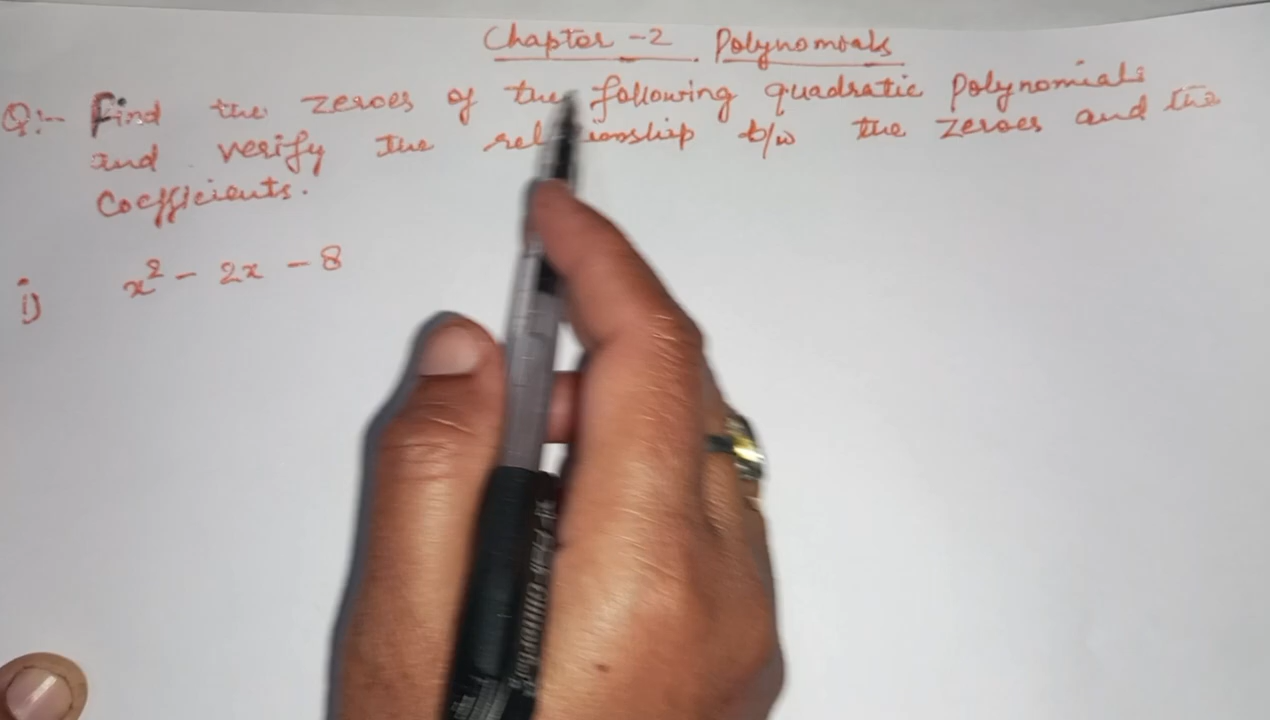 Chapter - 2 Polynomials
Q:- Find the zeroes of the following quadratic Polynomials
and verify the relationship b/w the zeroes and the
Coefficients.
i) x² - 2x - 8